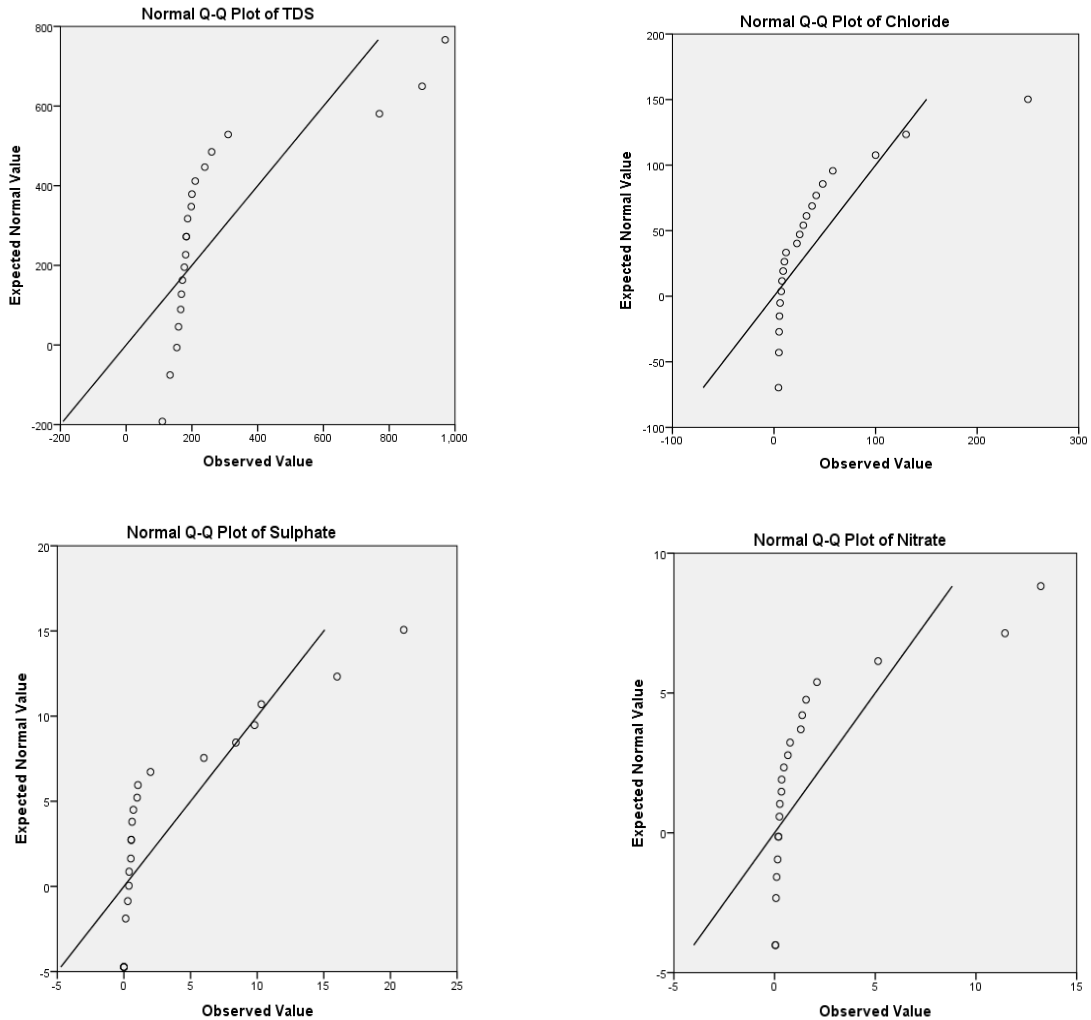 Normal Q-Q Plot of TDS
Expected Normal Value
800
600
400
200
0
-200
-200 0 200 400 600 800 1,000
Observed Value
Normal Q-Q Plot of Chloride
Expected Normal Value
200
150
100
50
0
-50
-100
-100 0 100 200 300
Observed Value
Normal Q-Q Plot of Sulphate
Expected Normal Value
20
15
10
5
0
-5
-5 0 5 10 15 20 25
Observed Value
Normal Q-Q Plot of Nitrate
Expected Normal Value
10
5
0
-5
-5 0 5 10 15
Observed Value